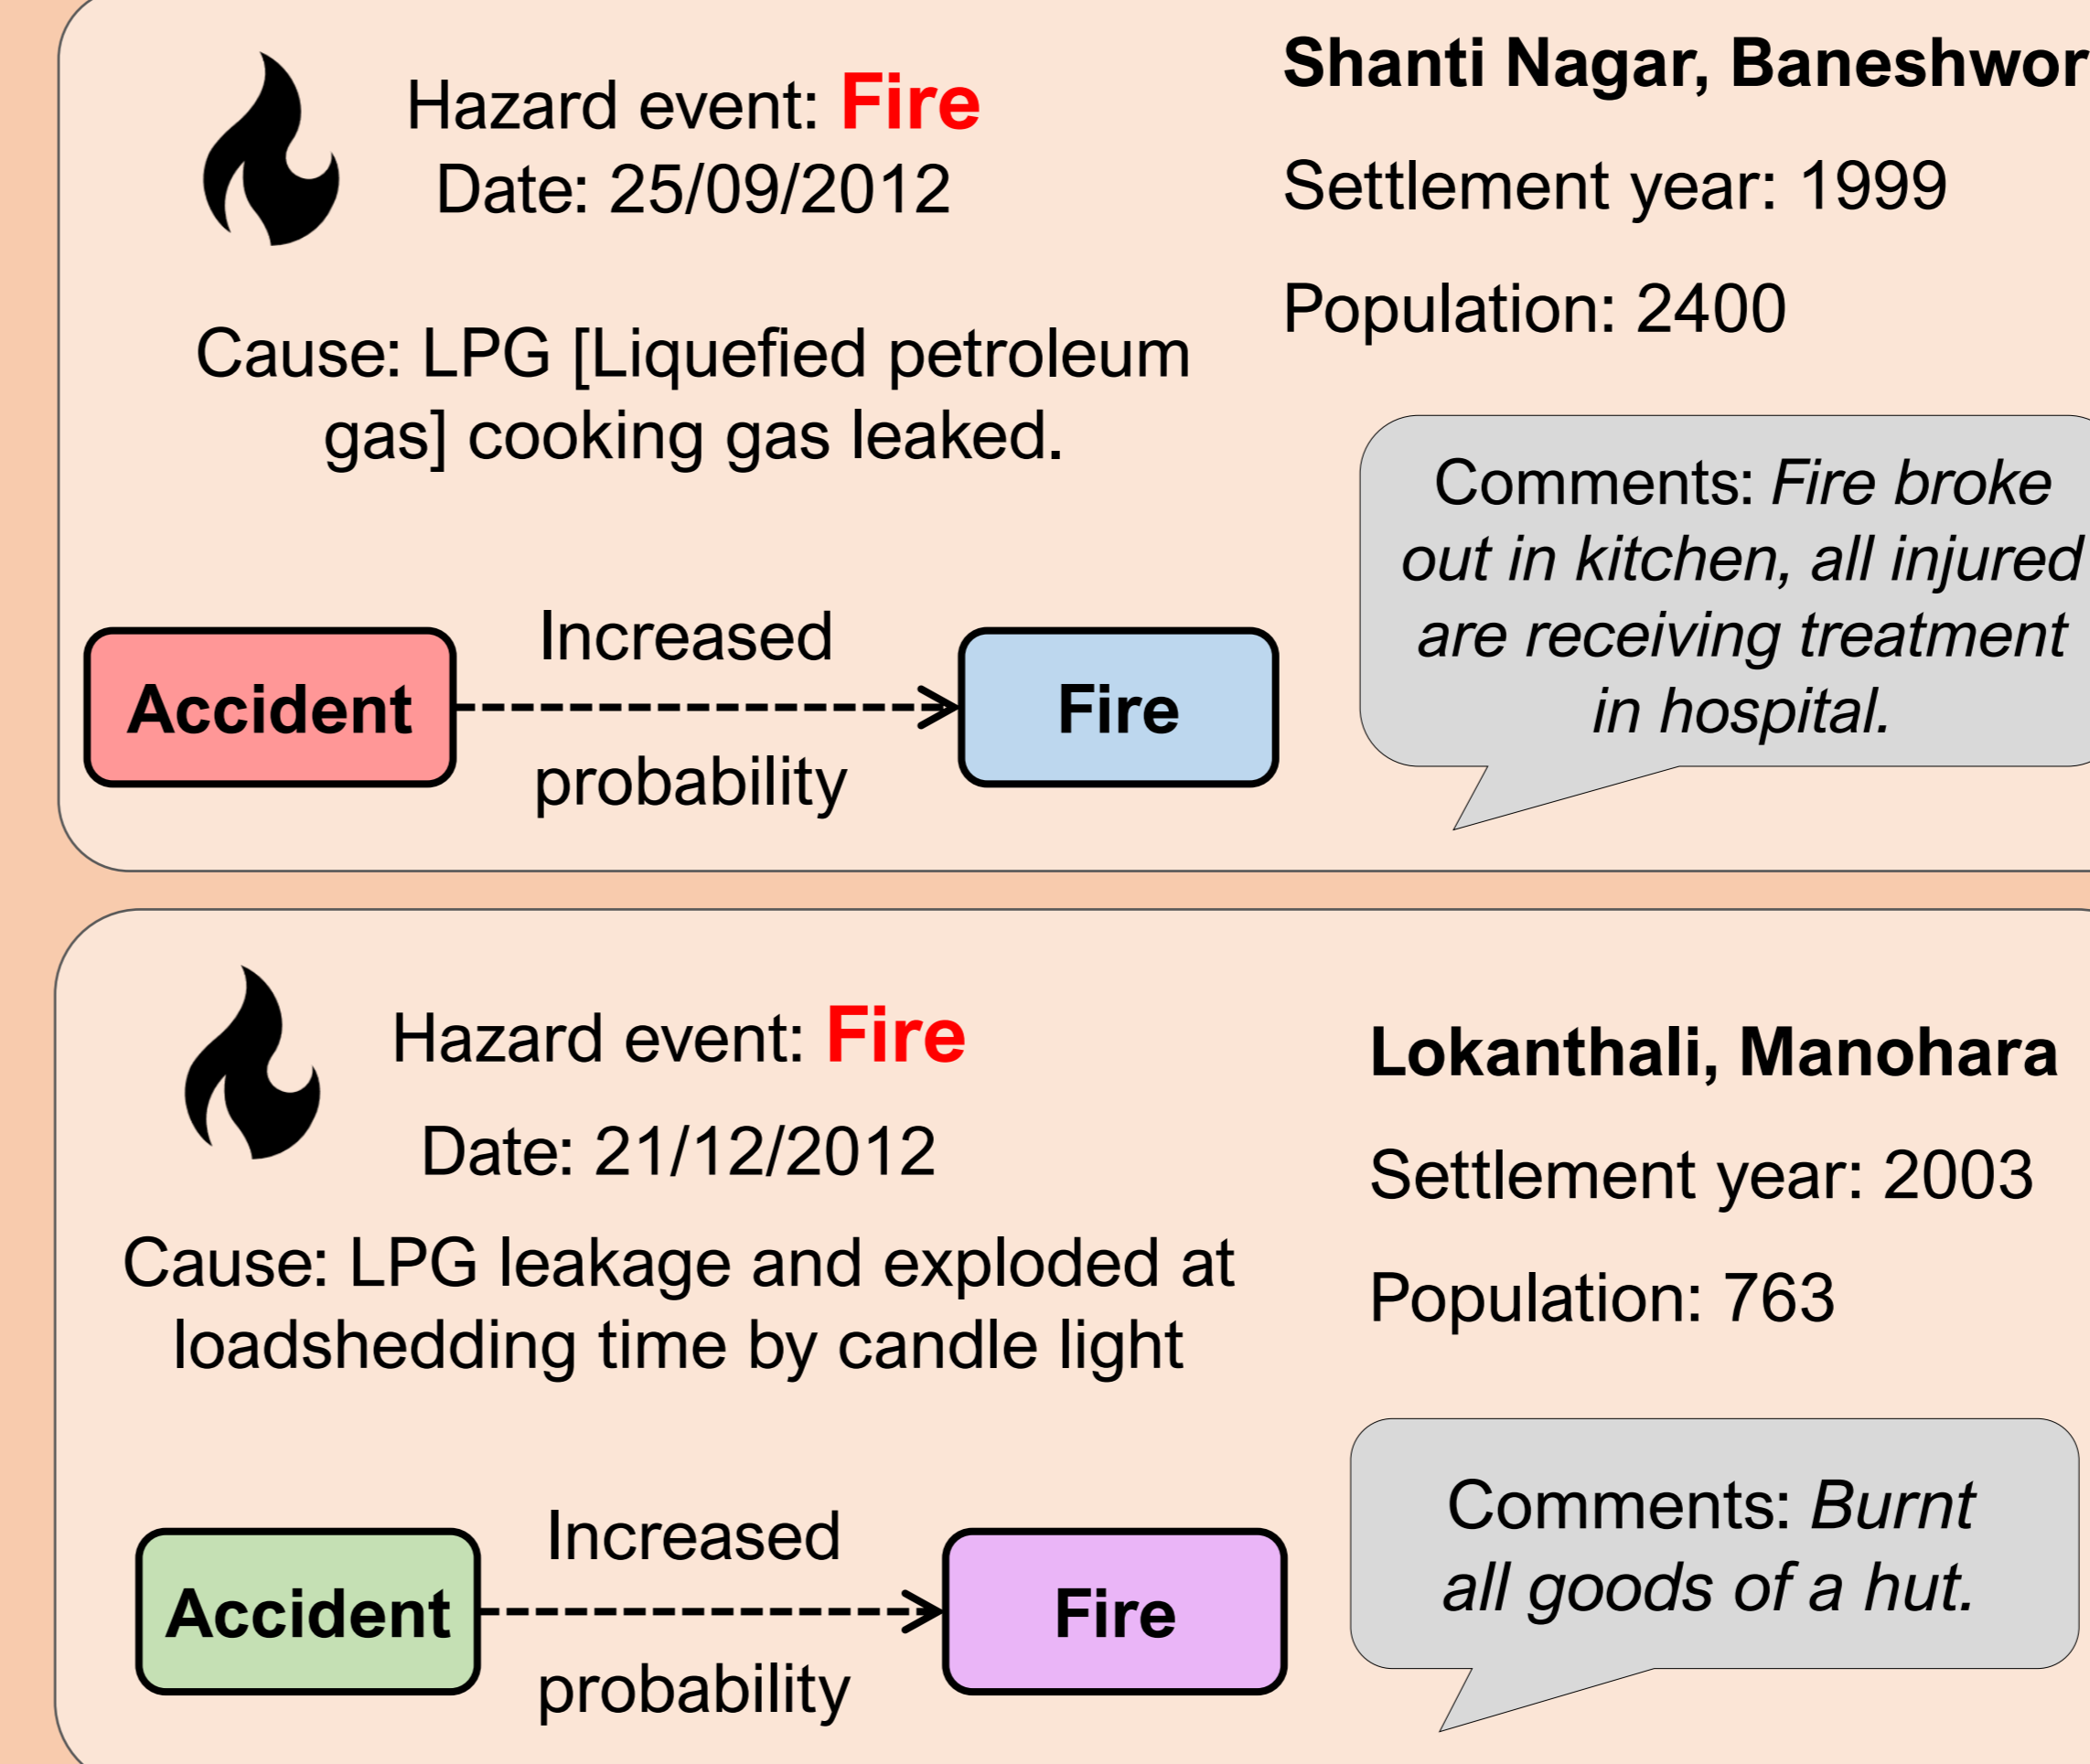 Hazard event: Fire
Date: 25/09/2012
Cause: LPG [Liquefied petroleum
gas] cooking gas leaked.
Accident
Increased
probability
Fire
Shanti Nagar, Baneshwor
Settlement year: 1999
Population: 2400
Comments: Fire broke
out in kitchen, all injured
are receiving treatment
in hospital.
Hazard event: Fire
Date: 21/12/2012
Cause: LPG leakage and exploded at
loadshedding time by candle light
Accident
Increased
probability
Fire
Lokanthali, Manohara
Settlement year: 2003
Population: 763
Comments: Burnt
all goods of a hut.